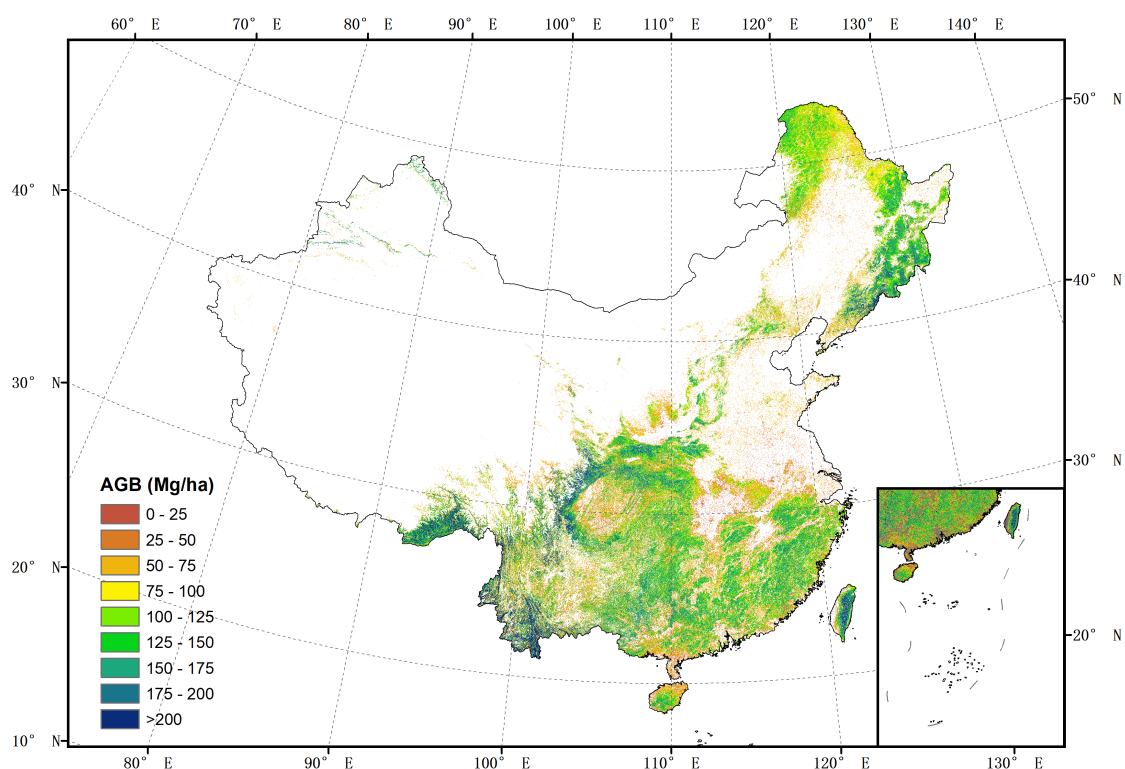 60° E 70° E 80° E 90° E 100° E 110° E 120° E 130° E 140° E
50° N
40° N
40° N
30° N
30° N
20° N
20° N
10° N
AGB (Mg/ha)
0 - 25
25 - 50
50 - 75
75 - 100
100 - 125
125 - 150
150 - 175
175 - 200
>200
80° E 90° E 100° E 110° E 120° E 130° E